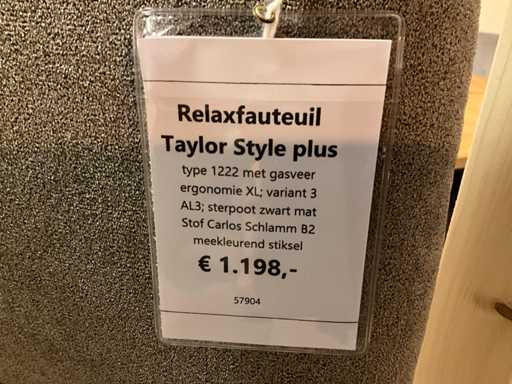 Relaxfauteuil
Taylor Style plus
type 1222 met gasveer
ergonomie XL; variant 3
AL3; sterpoot zwart mat
Stof Carlos Schlamm B2
meekleurend stiksel
€ 1.198,-
57904